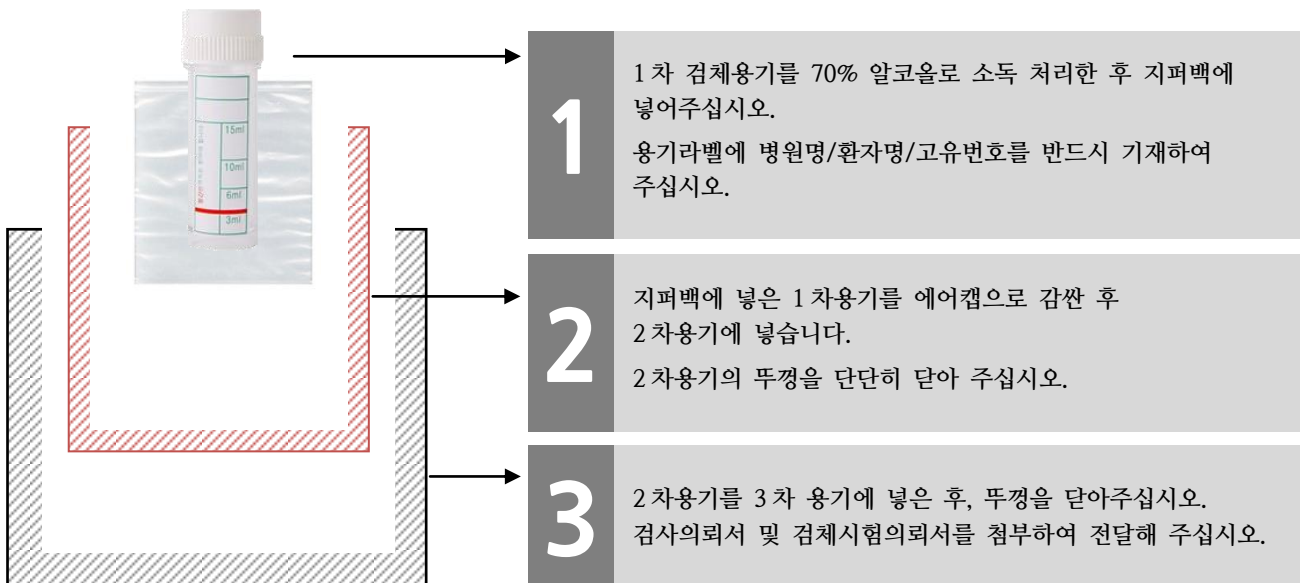 15ml
10ml
6ml
3ml
1
1차 검체용기를 70% 알코올로 소독 처리한 후 지퍼백에
넣어주십시오.
용기라벨에 병원명/환자명/고유번호를 반드시 기재하여
주십시오.
2
지퍼백에 넣은 1차용기를 에어캡으로 감싼 후
2차용기에 넣습니다.
2차용기의 뚜껑을 단단히 닫아 주십시오.
3
2차용기를 3차 용기에 넣은 후, 뚜껑을 닫아주십시오.
검사의뢰서 및 검체시험의뢰서를 첨부하여 전달해 주십시오.